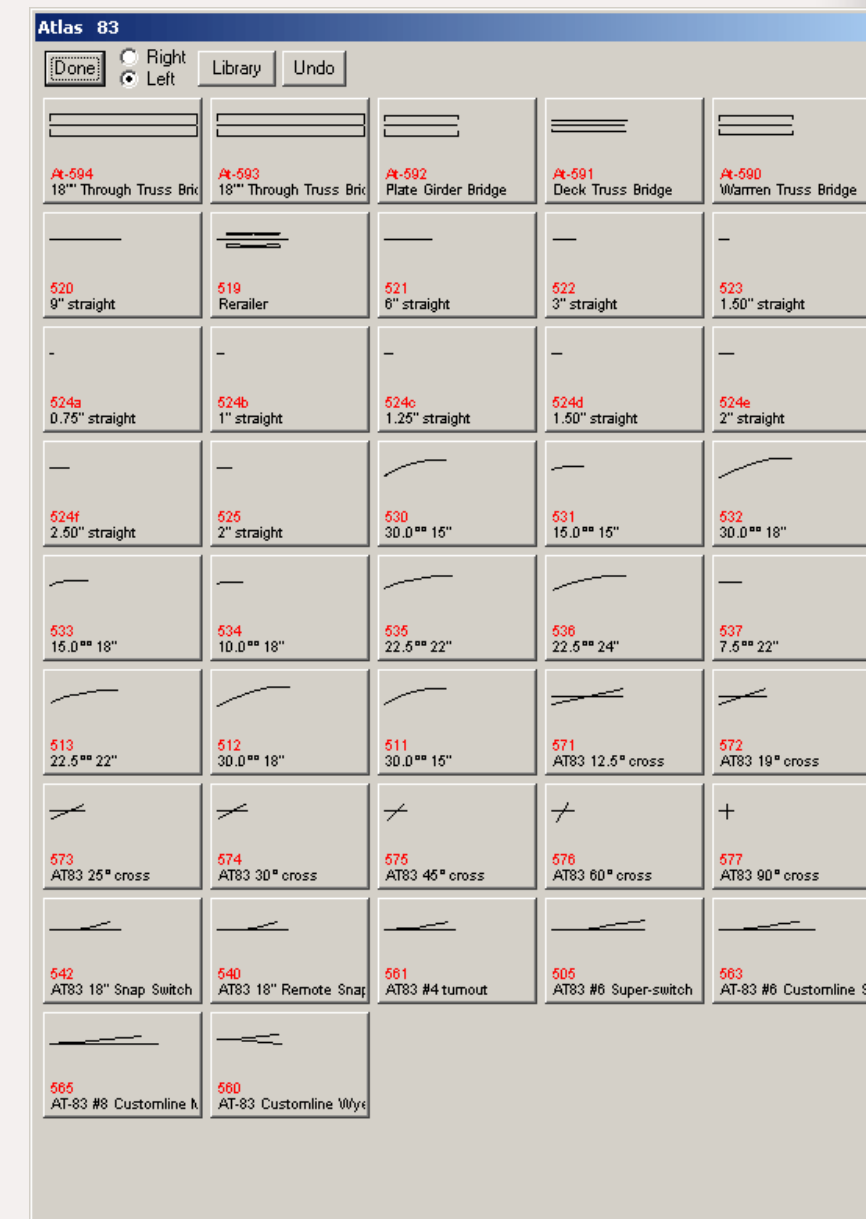 Atlas 83
Done
Right
Left
Library
Undo
At-594
18"" Through Truss Bri
At-593
18"" Through Truss Bri
At-592
Plate Girder Bridge
At-591
Deck Truss Bridge
At-590
Warrren Truss Bridge
520
9" straight
519
Rerailer
521
6" straight
522
3" straight
523
1.50" straight
524a
0.75" straight
524b
1" straight
524c
1.25" straight
524d
1.50" straight
524e
2" straight
524f
2.50" straight
525
2" straight
530
30.0°° 15"
531
15.0°° 15"
532
30.0°° 18"
533
15.0°° 18"
534
10.0°° 18"
535
22.5°° 22"
536
22.5°° 24"
537
7.5°° 22"
513
22.5°° 22"
512
30.0°° 18"
511
30.0°° 15"
571
AT83 12.5° cross
572
AT83 19° cross
573
AT83 25° cross
574
AT83 30° cross
575
AT83 45° cross
576
AT83 60° cross
577
AT83 90° cross
542
AT83 18" Snap Switch
540
AT83 18" Remote Snap
561
AT83 #4 turnout
505
AT83 #6 Super-switch
563
AT-83 #6 Customline S
565
AT-83 #8 Customline
560
AT-83 Customline Wye